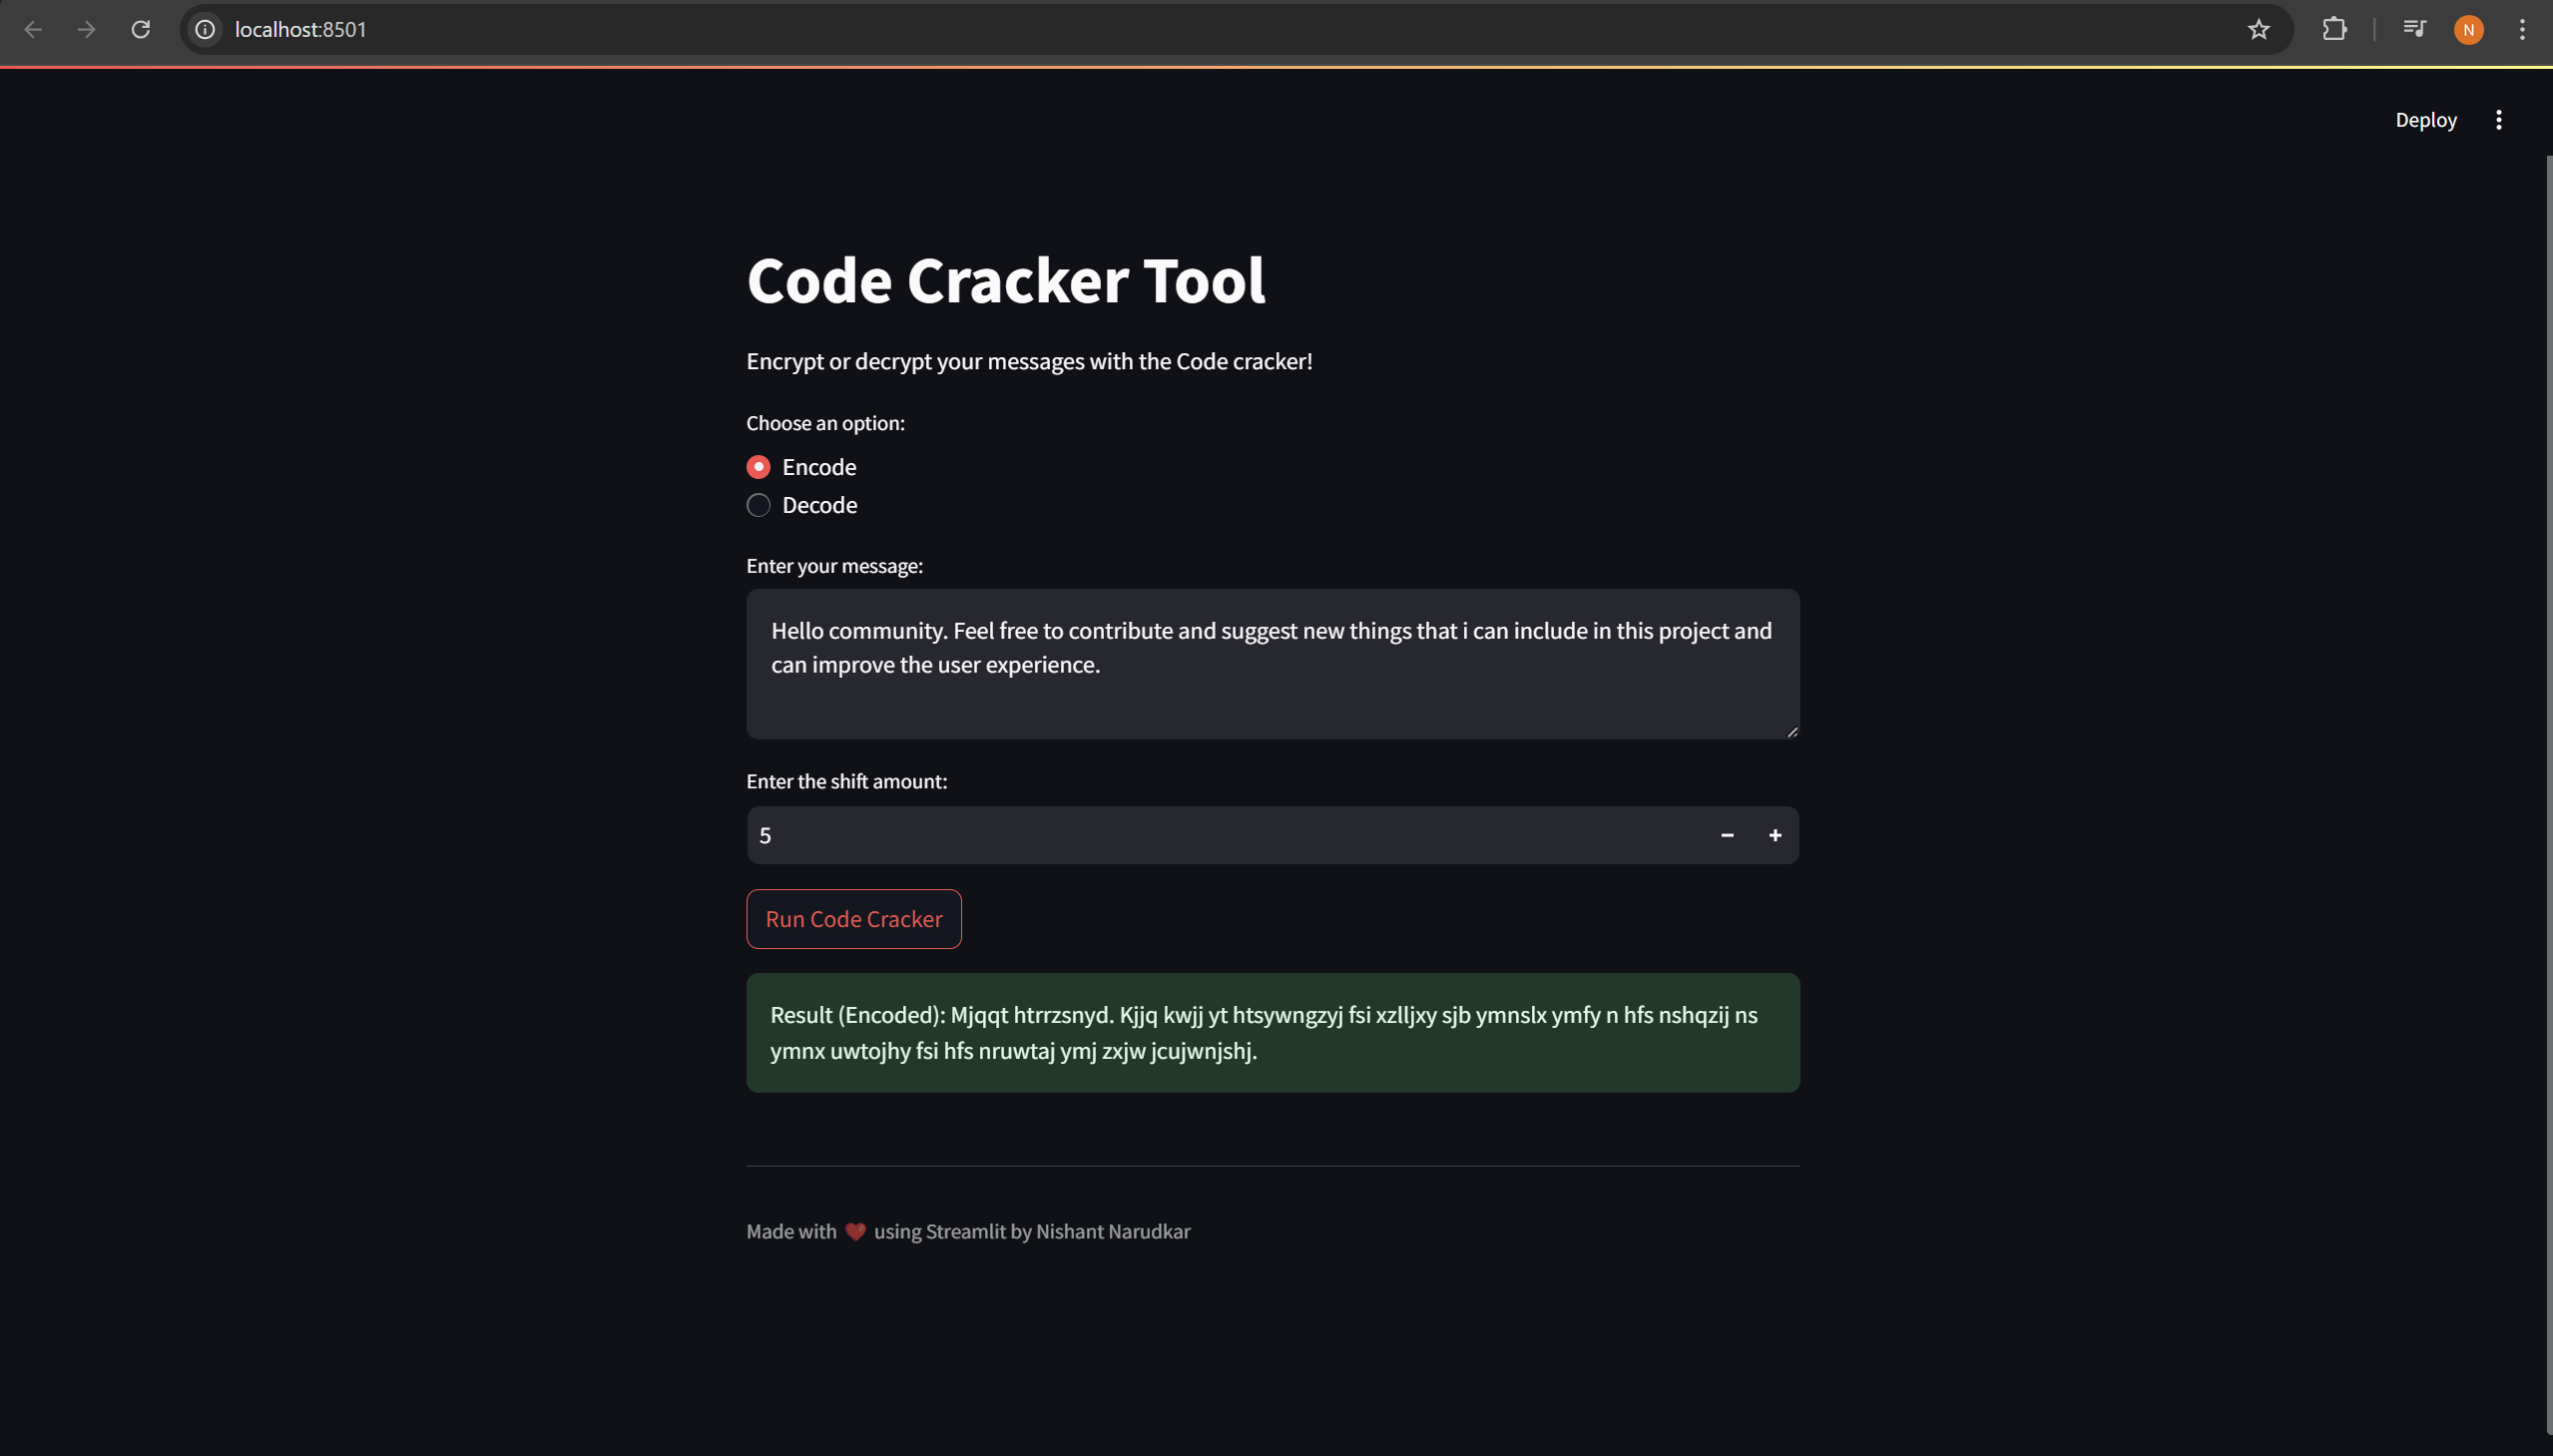 localhost:8501
N
Deploy
Code Cracker Tool
Encrypt or decrypt your messages with the Code cracker!
Choose an option:
Encode
Decode
Enter your message:
Hello community. Feel free to contribute and suggest new things that i can include in this project and
can improve the user experience.
Enter the shift amount:
5
Run Code Cracker
Result (Encoded): Mjqqt htrrzsnyd. Kjjq kwjj yt htsywngzyj fsi xzlljxy sjb ymnslx ymfy n hfs nshqzij ns
ymnx uwtojhy fsi hfs nruwtaj ymj zxjw jcujwnjshj.
Made with ❤️ using Streamlit by Nishant Narudkar